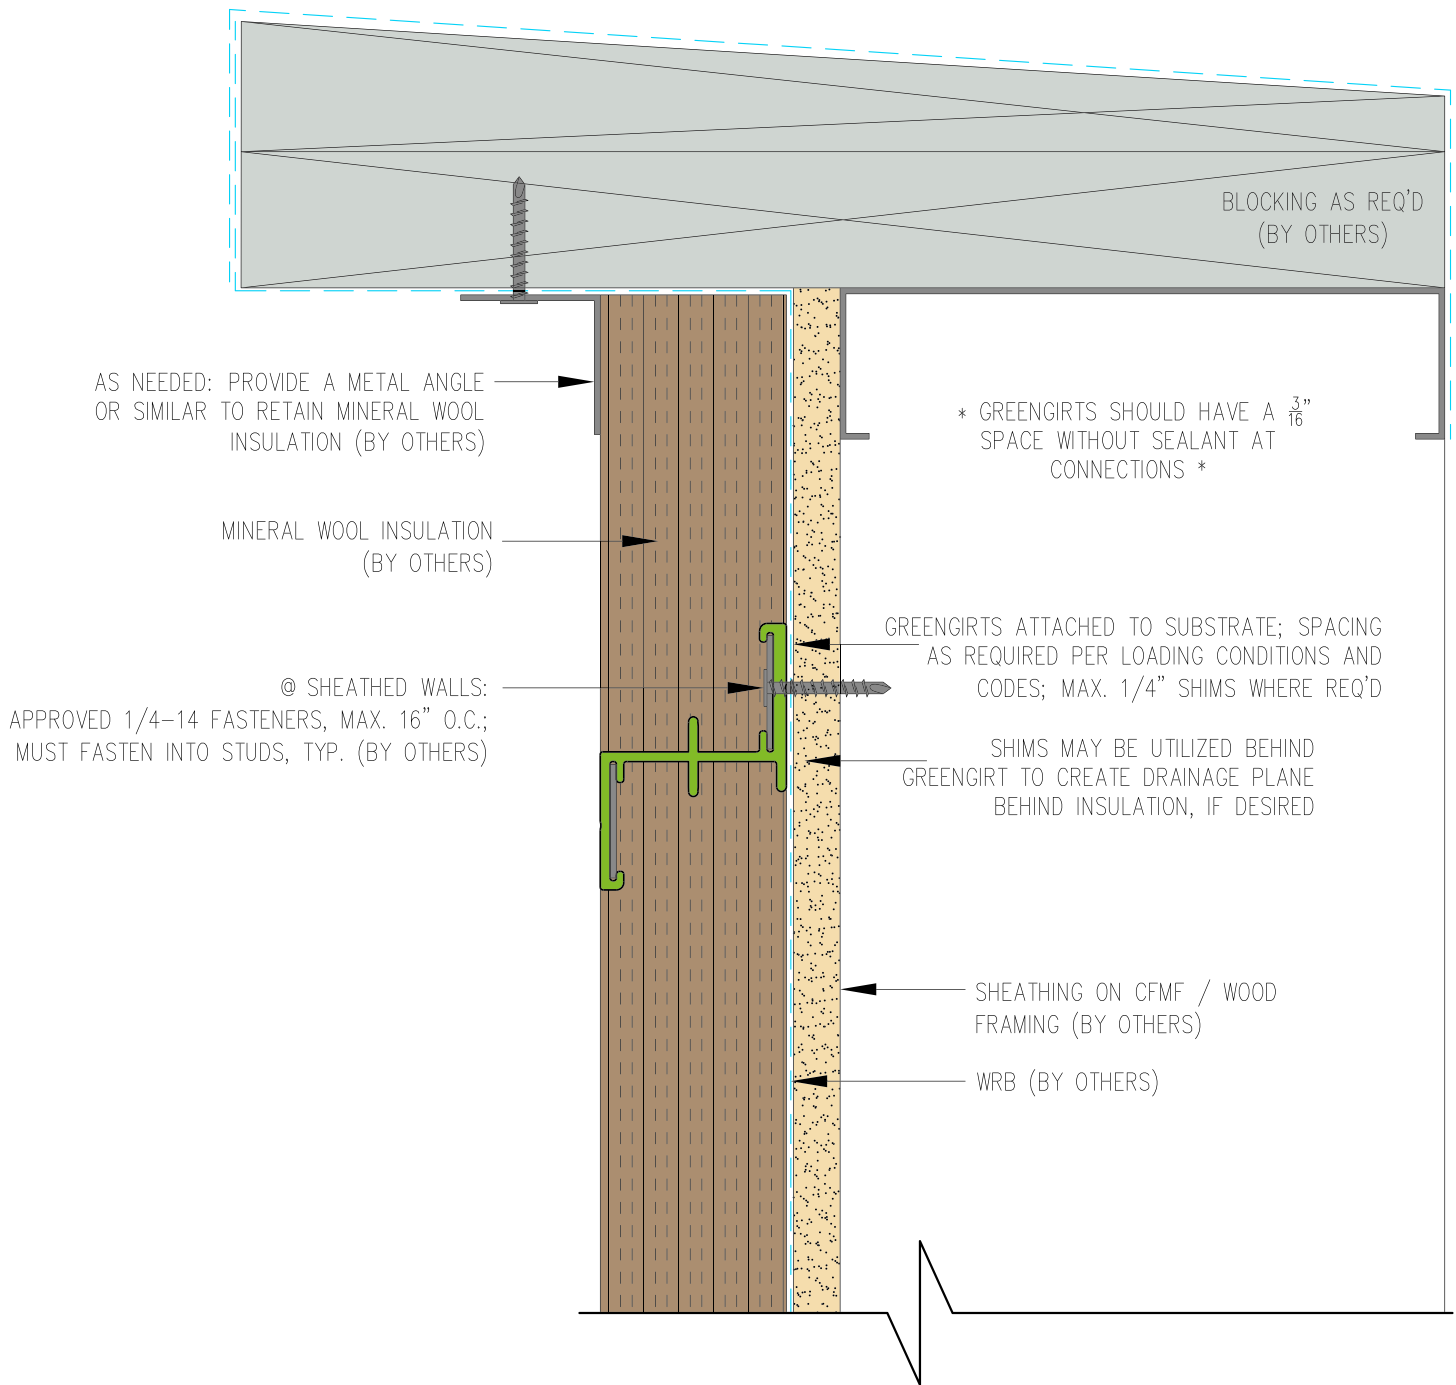 BLOCKING AS REQ'D
(BY OTHERS)
AS NEEDED: PROVIDE A METAL ANGLE
OR SIMILAR TO RETAIN MINERAL WOOL
INSULATION (BY OTHERS)
* GREENGIRTS SHOULD HAVE A 3/16"
SPACE WITHOUT SEALANT AT
CONNECTIONS *
MINERAL WOOL INSULATION
(BY OTHERS)
GREENGIRTS ATTACHED TO SUBSTRATE; SPACING
AS REQUIRED PER LOADING CONDITIONS AND
CODES; MAX. 1/4" SHIMS WHERE REQ'D
@ SHEATHED WALLS:
APPROVED 1/4-14 FASTENERS, MAX. 16" O.C.;
MUST FASTEN INTO STUDS, TYP. (BY OTHERS)
SHIMS MAY BE UTILIZED BEHIND
GREENGIRT TO CREATE DRAINAGE PLANE
BEHIND INSULATION, IF DESIRED
SHEATHING ON CFMF / WOOD
FRAMING (BY OTHERS)
WRB (BY OTHERS)